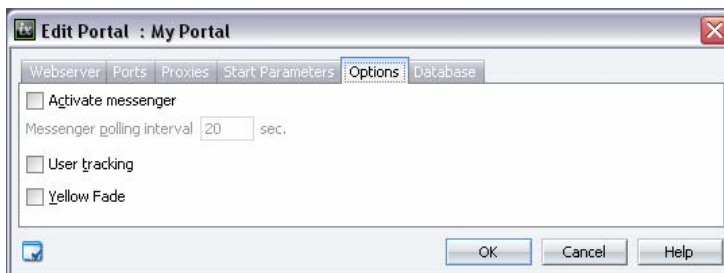 ix Edit Portal : My Portal
Webserver Ports Proxies Start Parameters Options Database
Activate messenger
Messenger polling interval 20 sec.
User tracking
Yellow Fade
OK Cancel Help